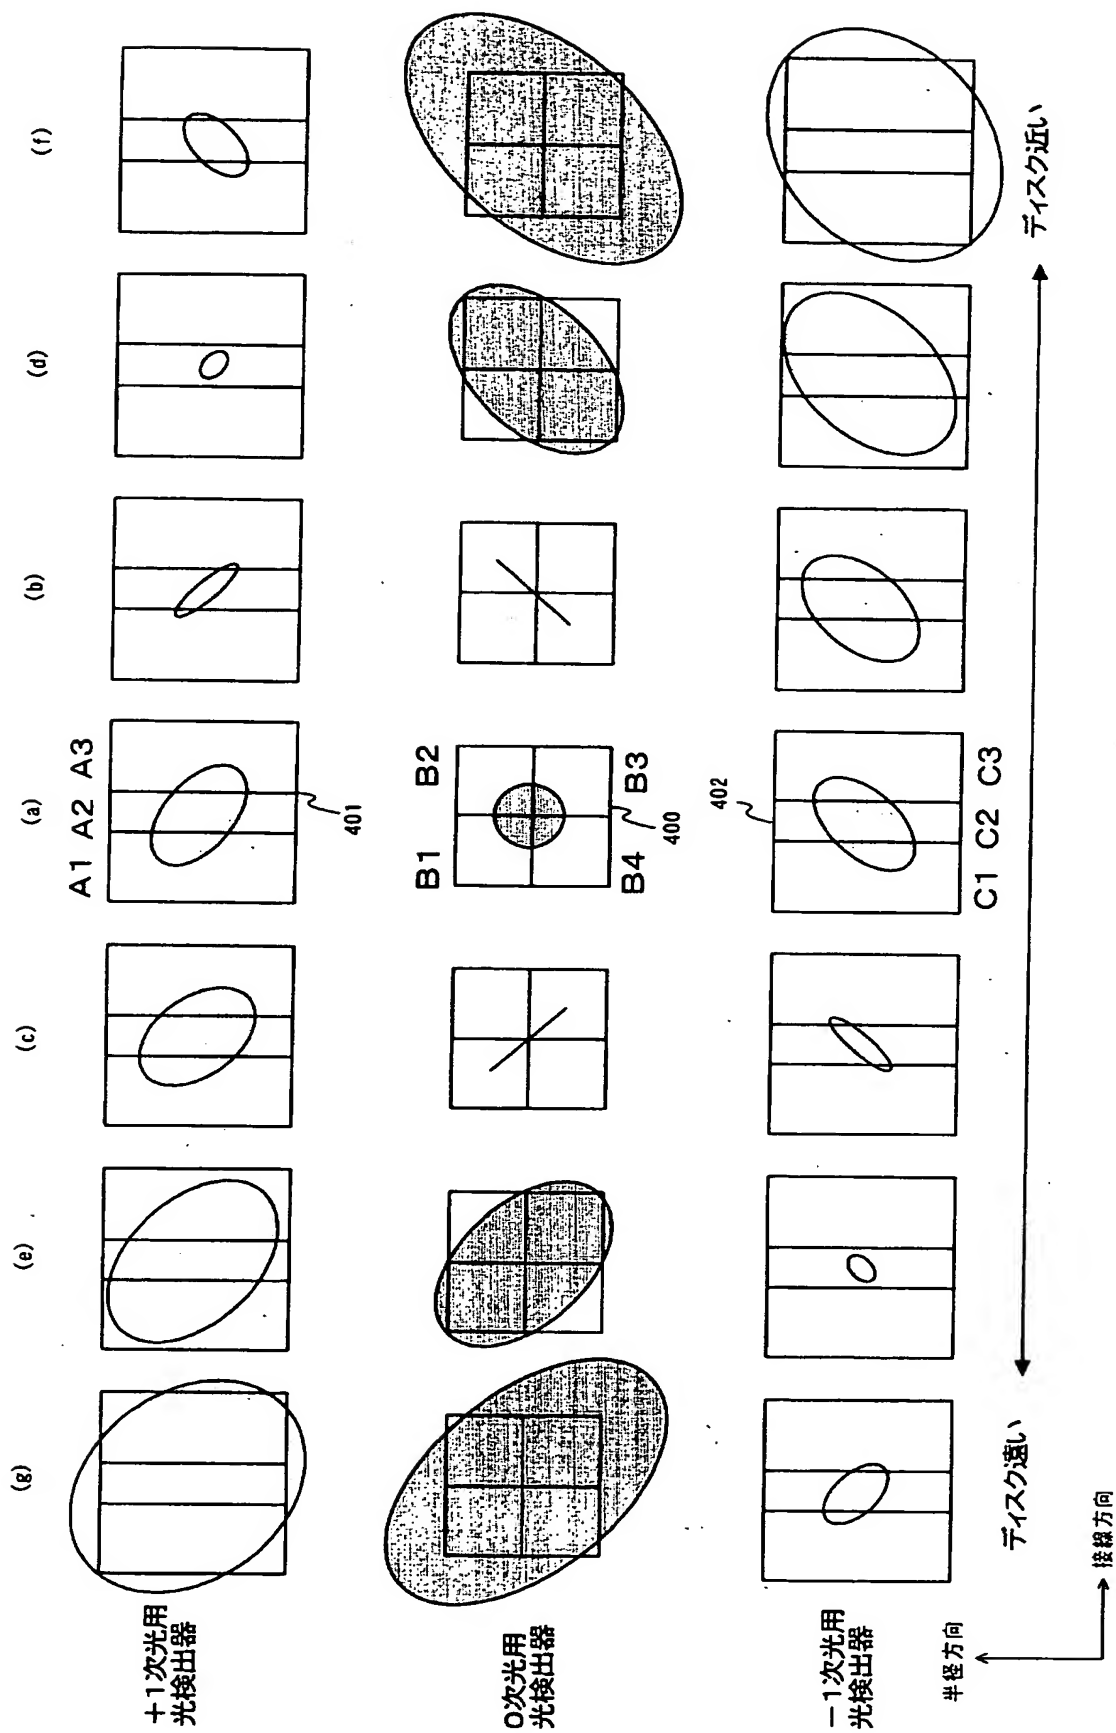 (g) (e) (c) (a) (b) (d) (f)
+1次光用
光検出器
A1 A2 A3
401
0次光用
光検出器
B1 B2
B4 B3
400
-1次光用
光検出器
402
C1 C2 C3
ディスク遠い ディスク近い
半径方向
接線方向